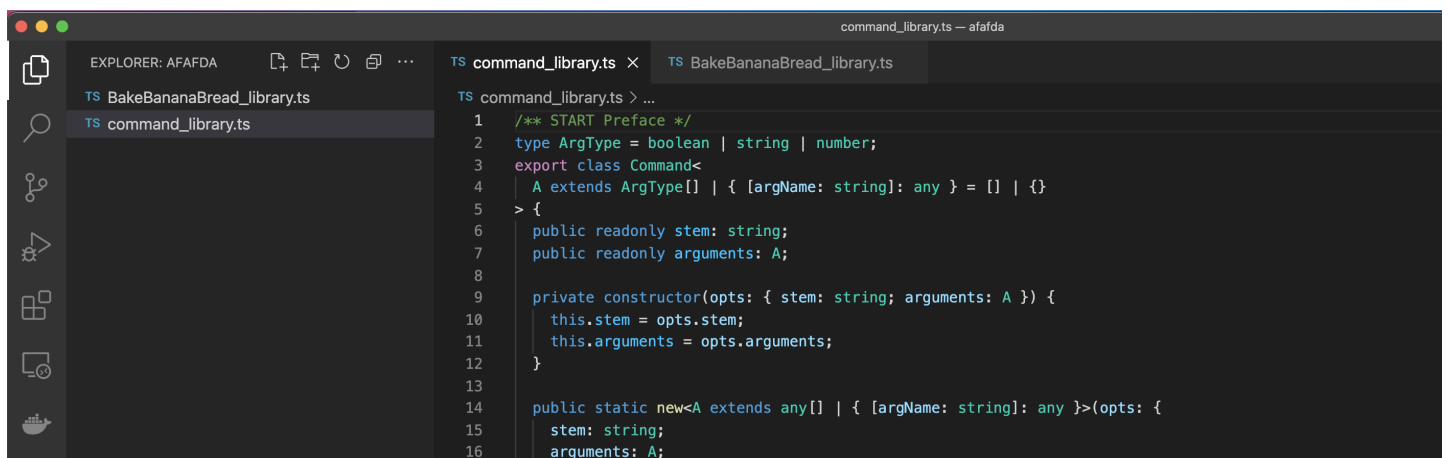 command_library.ts — afafda
EXPLORER: AFAFDA
TS BakeBananaBread_library.ts
TS command_library.ts
TS command_library.ts ×
TS BakeBananaBread_library.ts
TS command_library.ts > ...
1 /** START Preface */
2 type ArgType = boolean | string | number;
3 export class Command<
4 A extends ArgType[] | { [argName: string]: any } = [] | {}
5 > {
6 public readonly stem: string;
7 public readonly arguments: A;
8
9 private constructor(opts: { stem: string; arguments: A }) {
10 this.stem = opts.stem;
11 this.arguments = opts.arguments;
12 }
13
14 public static new<A extends any[] | { [argName: string]: any }>(opts: {
15 stem: string;
16 arguments: A;